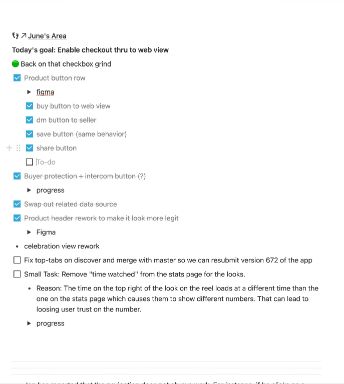 June's Area
Today's goal: Enable checkout thru to web view
Back on that checkbox grind
Product button row
figma
buy button to web view
dm button to seller
save button (same behavior)
share button
To-do
Buyer protection + intercom button (?)
progress
Swap out related data source
Product header rework to make it look more legit
Figma
celebration view rework
Fix top-tabs on discover and merge with master so we can resubmit version 672 of the app
Small Task: Remove "time watched" from the stats page for the looks.
Reason: The time on the top right of the look on the reel loads at a different time than the
one on the stats page which causes them to show different numbers. That can lead to
loosing user trust on the number.
progress